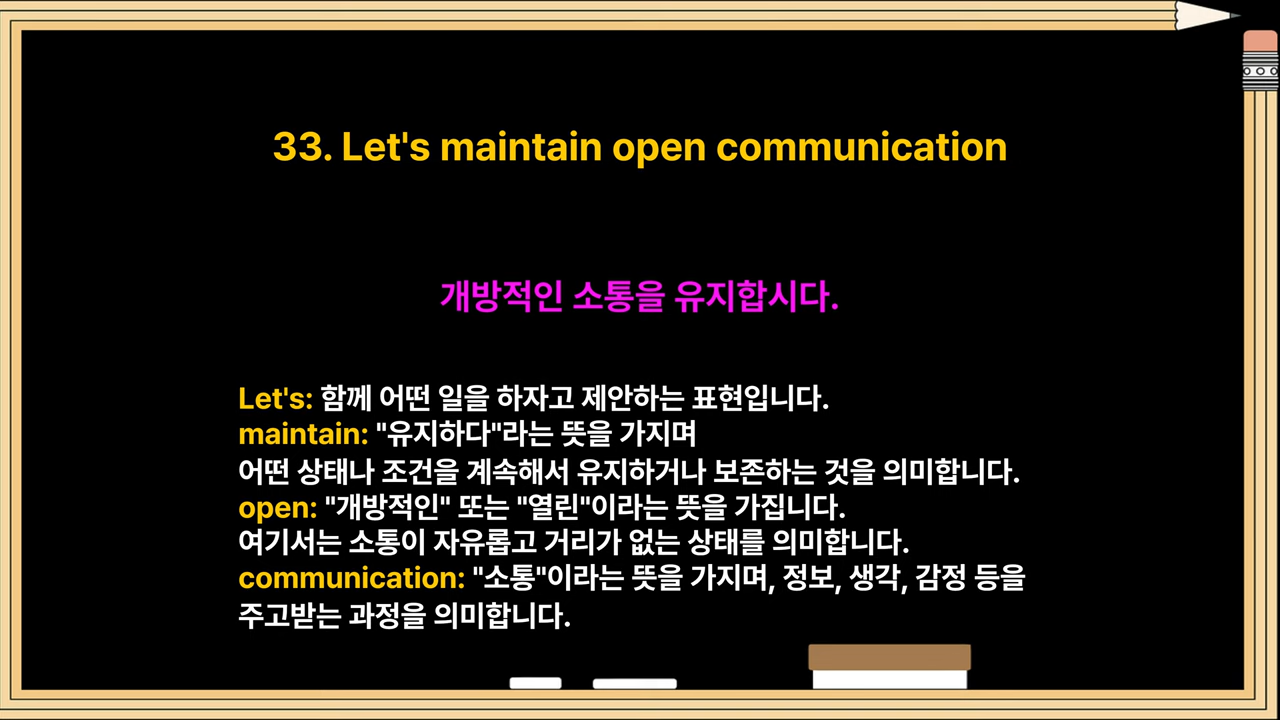 33. Let's maintain open communication
개방적인 소통을 유지합시다.
Let's: 함께 어떤 일을 하자고 제안하는 표현입니다.
maintain: "유지하다"라는 뜻을 가지며
어떤 상태나 조건을 계속해서 유지하거나 보존하는 것을 의미합니다.
open: "개방적인" 또는 "열린"이라는 뜻을 가집니다.
여기서는 소통이 자유롭고 거리가 없는 상태를 의미합니다.
communication: "소통"이라는 뜻을 가지며, 정보, 생각, 감정 등을
주고받는 과정을 의미합니다.